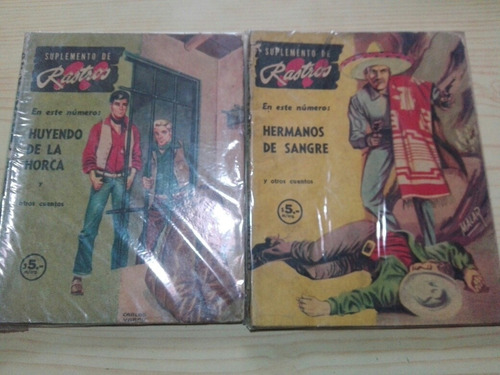 SUPLEMENTO DE
Rastros
En este número:
HUYENDO
DE LA
HORCA
y
otros cuentos
$5.-
SUPLEMENTO DE
Rastros
En este número:
HERMANOS
DE SANGRE
y otros cuentos
$5.-